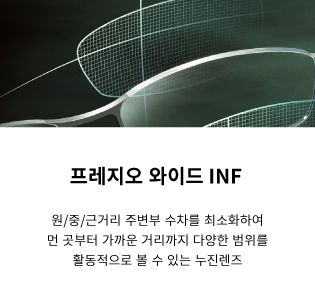 프레지오 와이드 INF
원/중/근거리 주변부 수차를 최소화하여
먼 곳부터 가까운 거리까지 다양한 범위를
활동적으로 볼 수 있는 누진렌즈